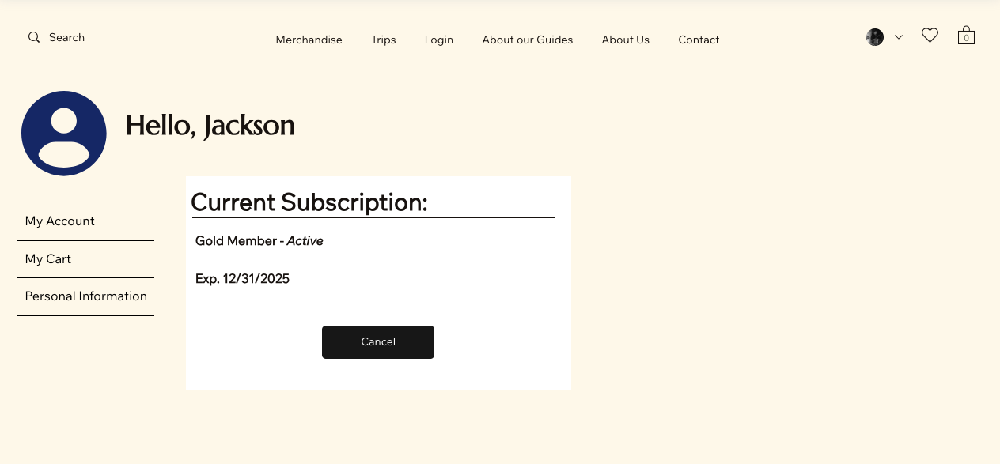 Search
Merchandise Trips Login About our Guides About Us Contact
0
Hello, Jackson
My Account
My Cart
Personal Information
Current Subscription:
Gold Member - Active
Exp. 12/31/2025
Cancel